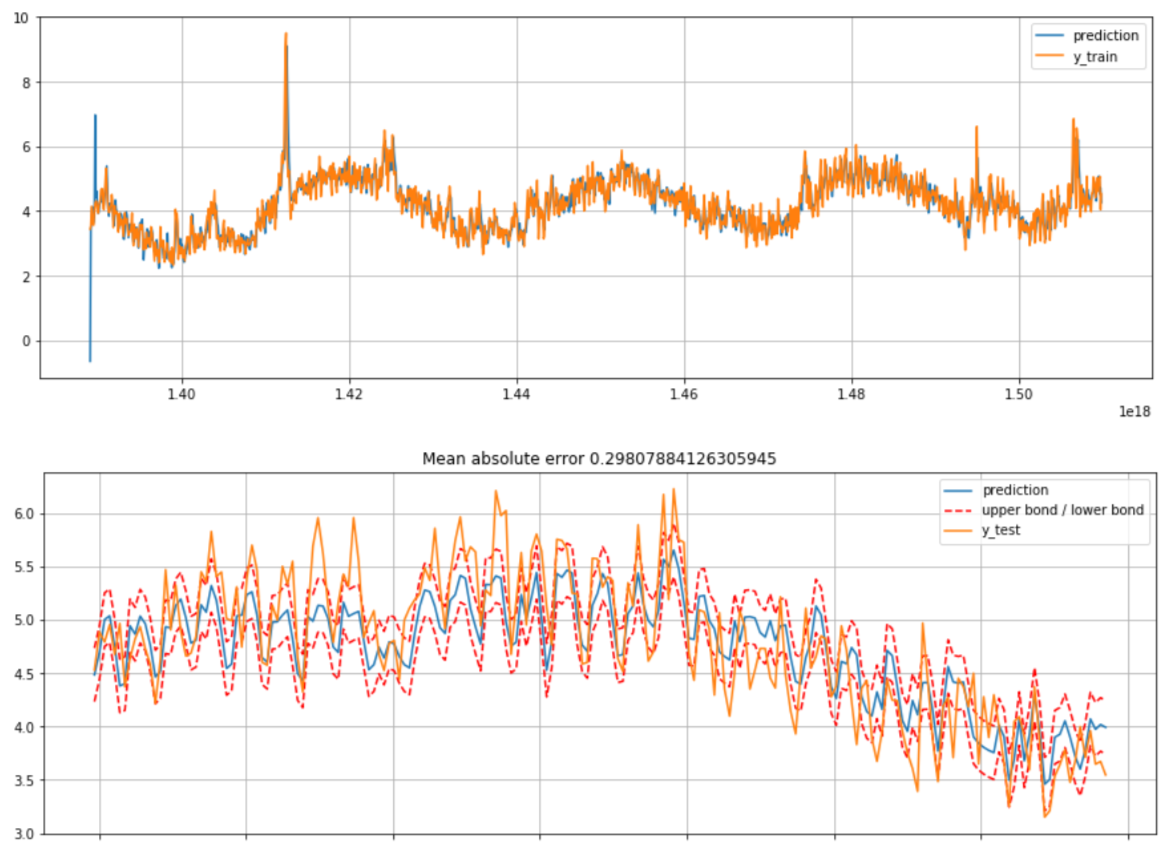 10
prediction
y_train
8
6
4
2
0
1.40 1.42 1.44 1.46 1.48 1.50
1e18
Mean absolute error 0.29807884126305945
prediction
upper bond / lower bond
y_test
6.0
5.5
5.0
4.5
4.0
3.5
3.0